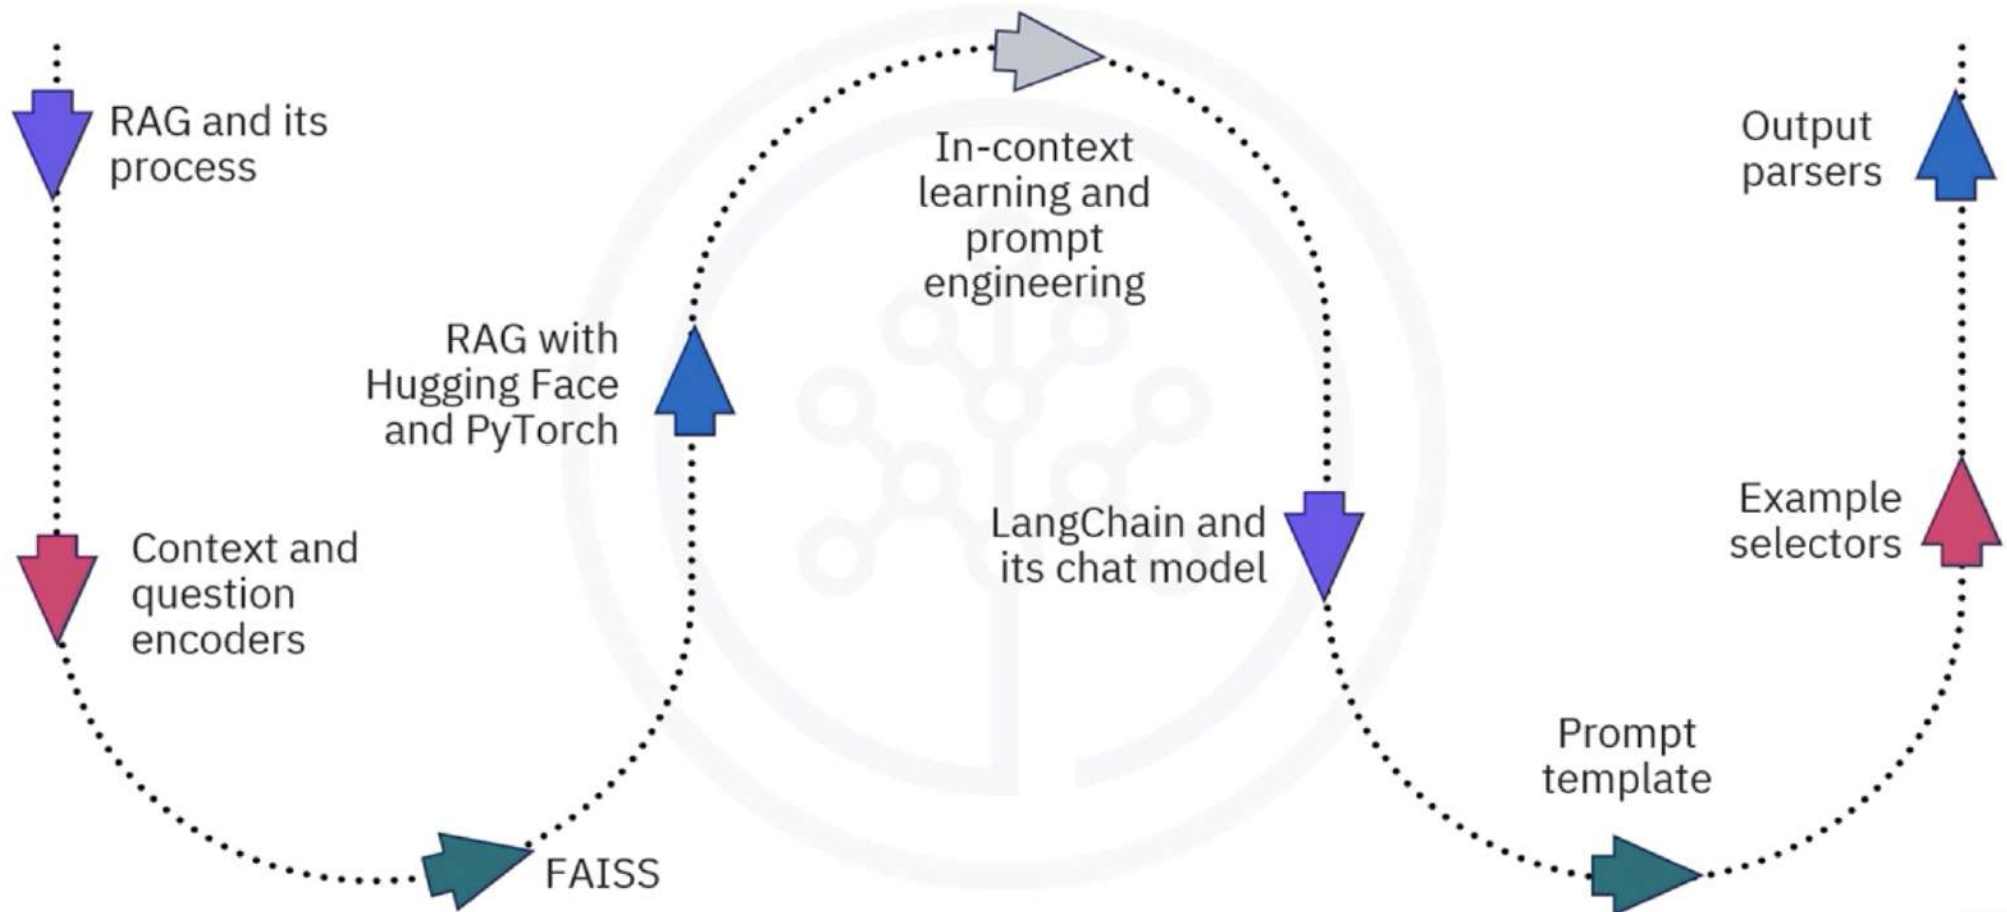 RAG and its
process
Context and
question
encoders
FAISS
RAG with
Hugging Face
and PyTorch
In-context
learning and
prompt
engineering
LangChain and
its chat model
Prompt
template
Example
selectors
Output
parsers